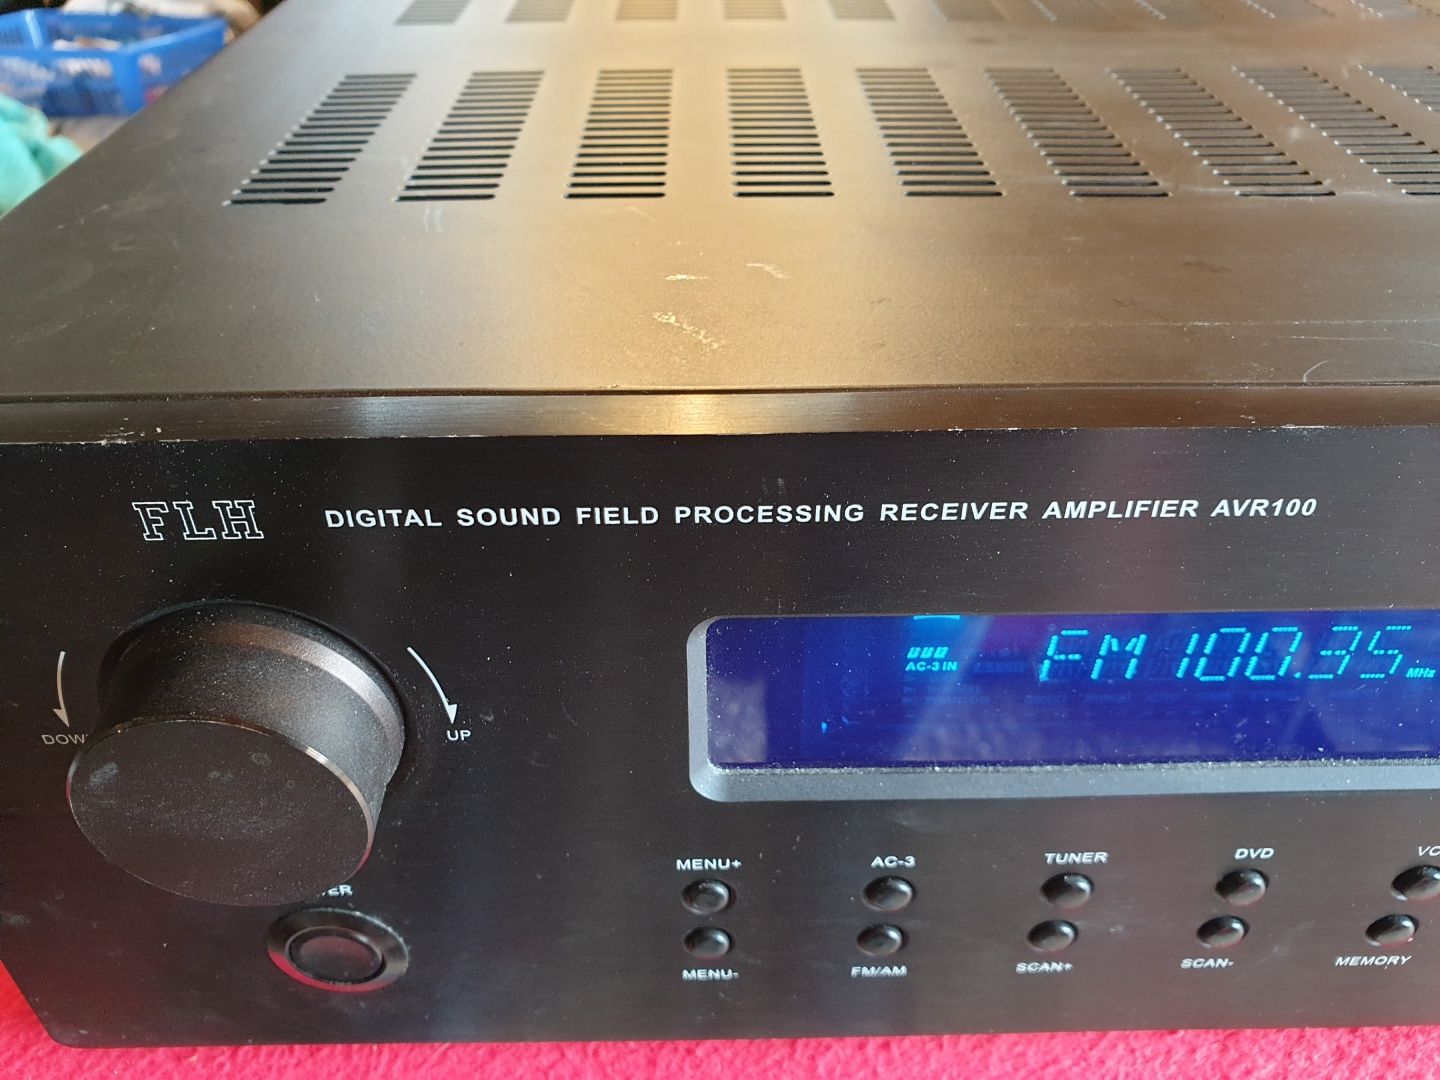 FLH DIGITAL SOUND FIELD PROCESSING RECEIVER AMPLIFIER AVR100
AC-3 IN FM 100.35 MHz
UP
MENU+ AC-3 TUNER DVD
MENU- FM/AM SCAN+ SCAN- MEMORY